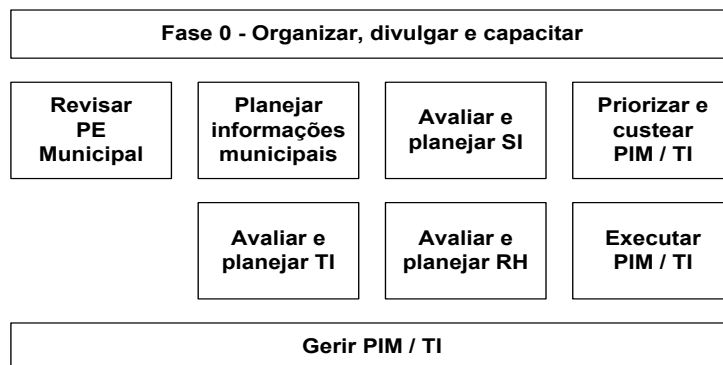 Fase 0 - Organizar, divulgar e capacitar
Revisar
PE
Municipal
Planejar
informações
municipais
Avaliar e
planejar SI
Priorizar e
custear
PIM / TI
Avaliar e
planejar TI
Avaliar e
planejar RH
Executar
PIM / TI
Gerir PIM / TI